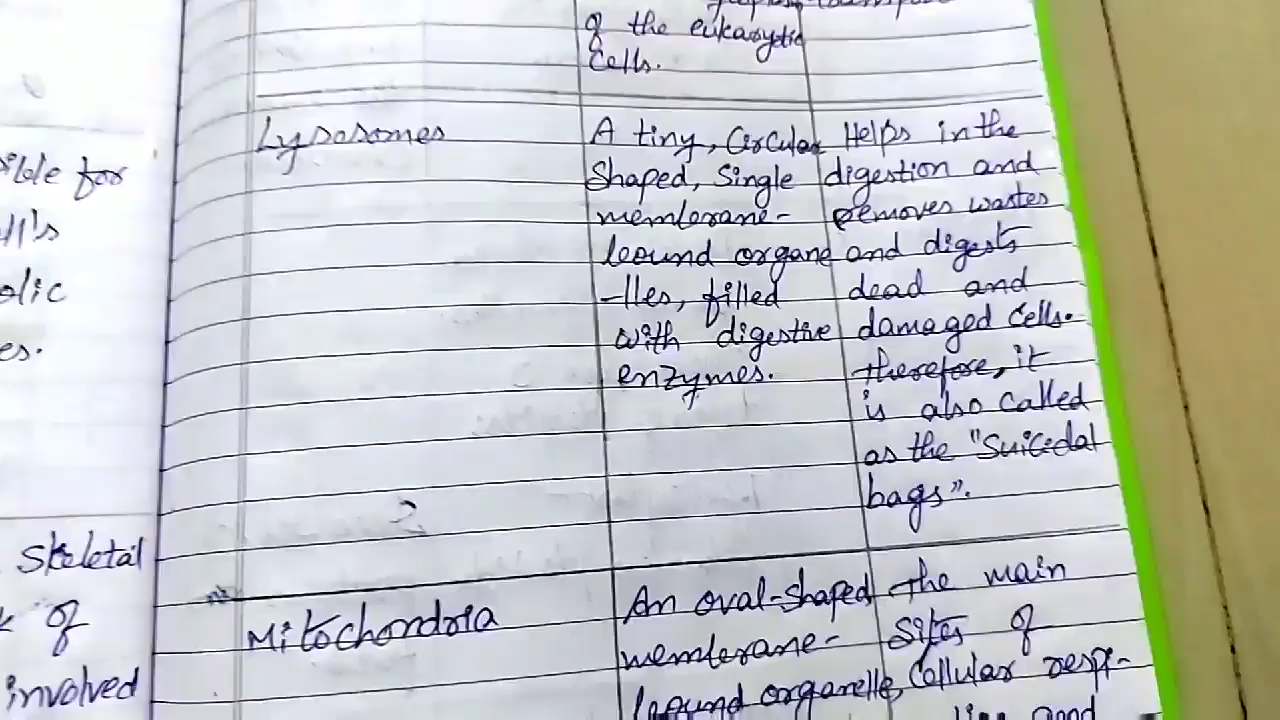 of the eukaryotic
Cells.
Lysosomes
A tiny, Circular
Shaped, Single
membrane-
bound organe
-lles, filled
with digestive
enzymes.
Helps in the
digestion and
removes wastes
and digests
dead and
damaged cells.
therefore, it
is also called
as the "Suicidal
bags".
Mitochondria
An oval-shaped
membrane-
bound organelle,
the main
Sites of
Cellular respi-
and
ible for
ll's
olic
es.
Skeletal
of
involved